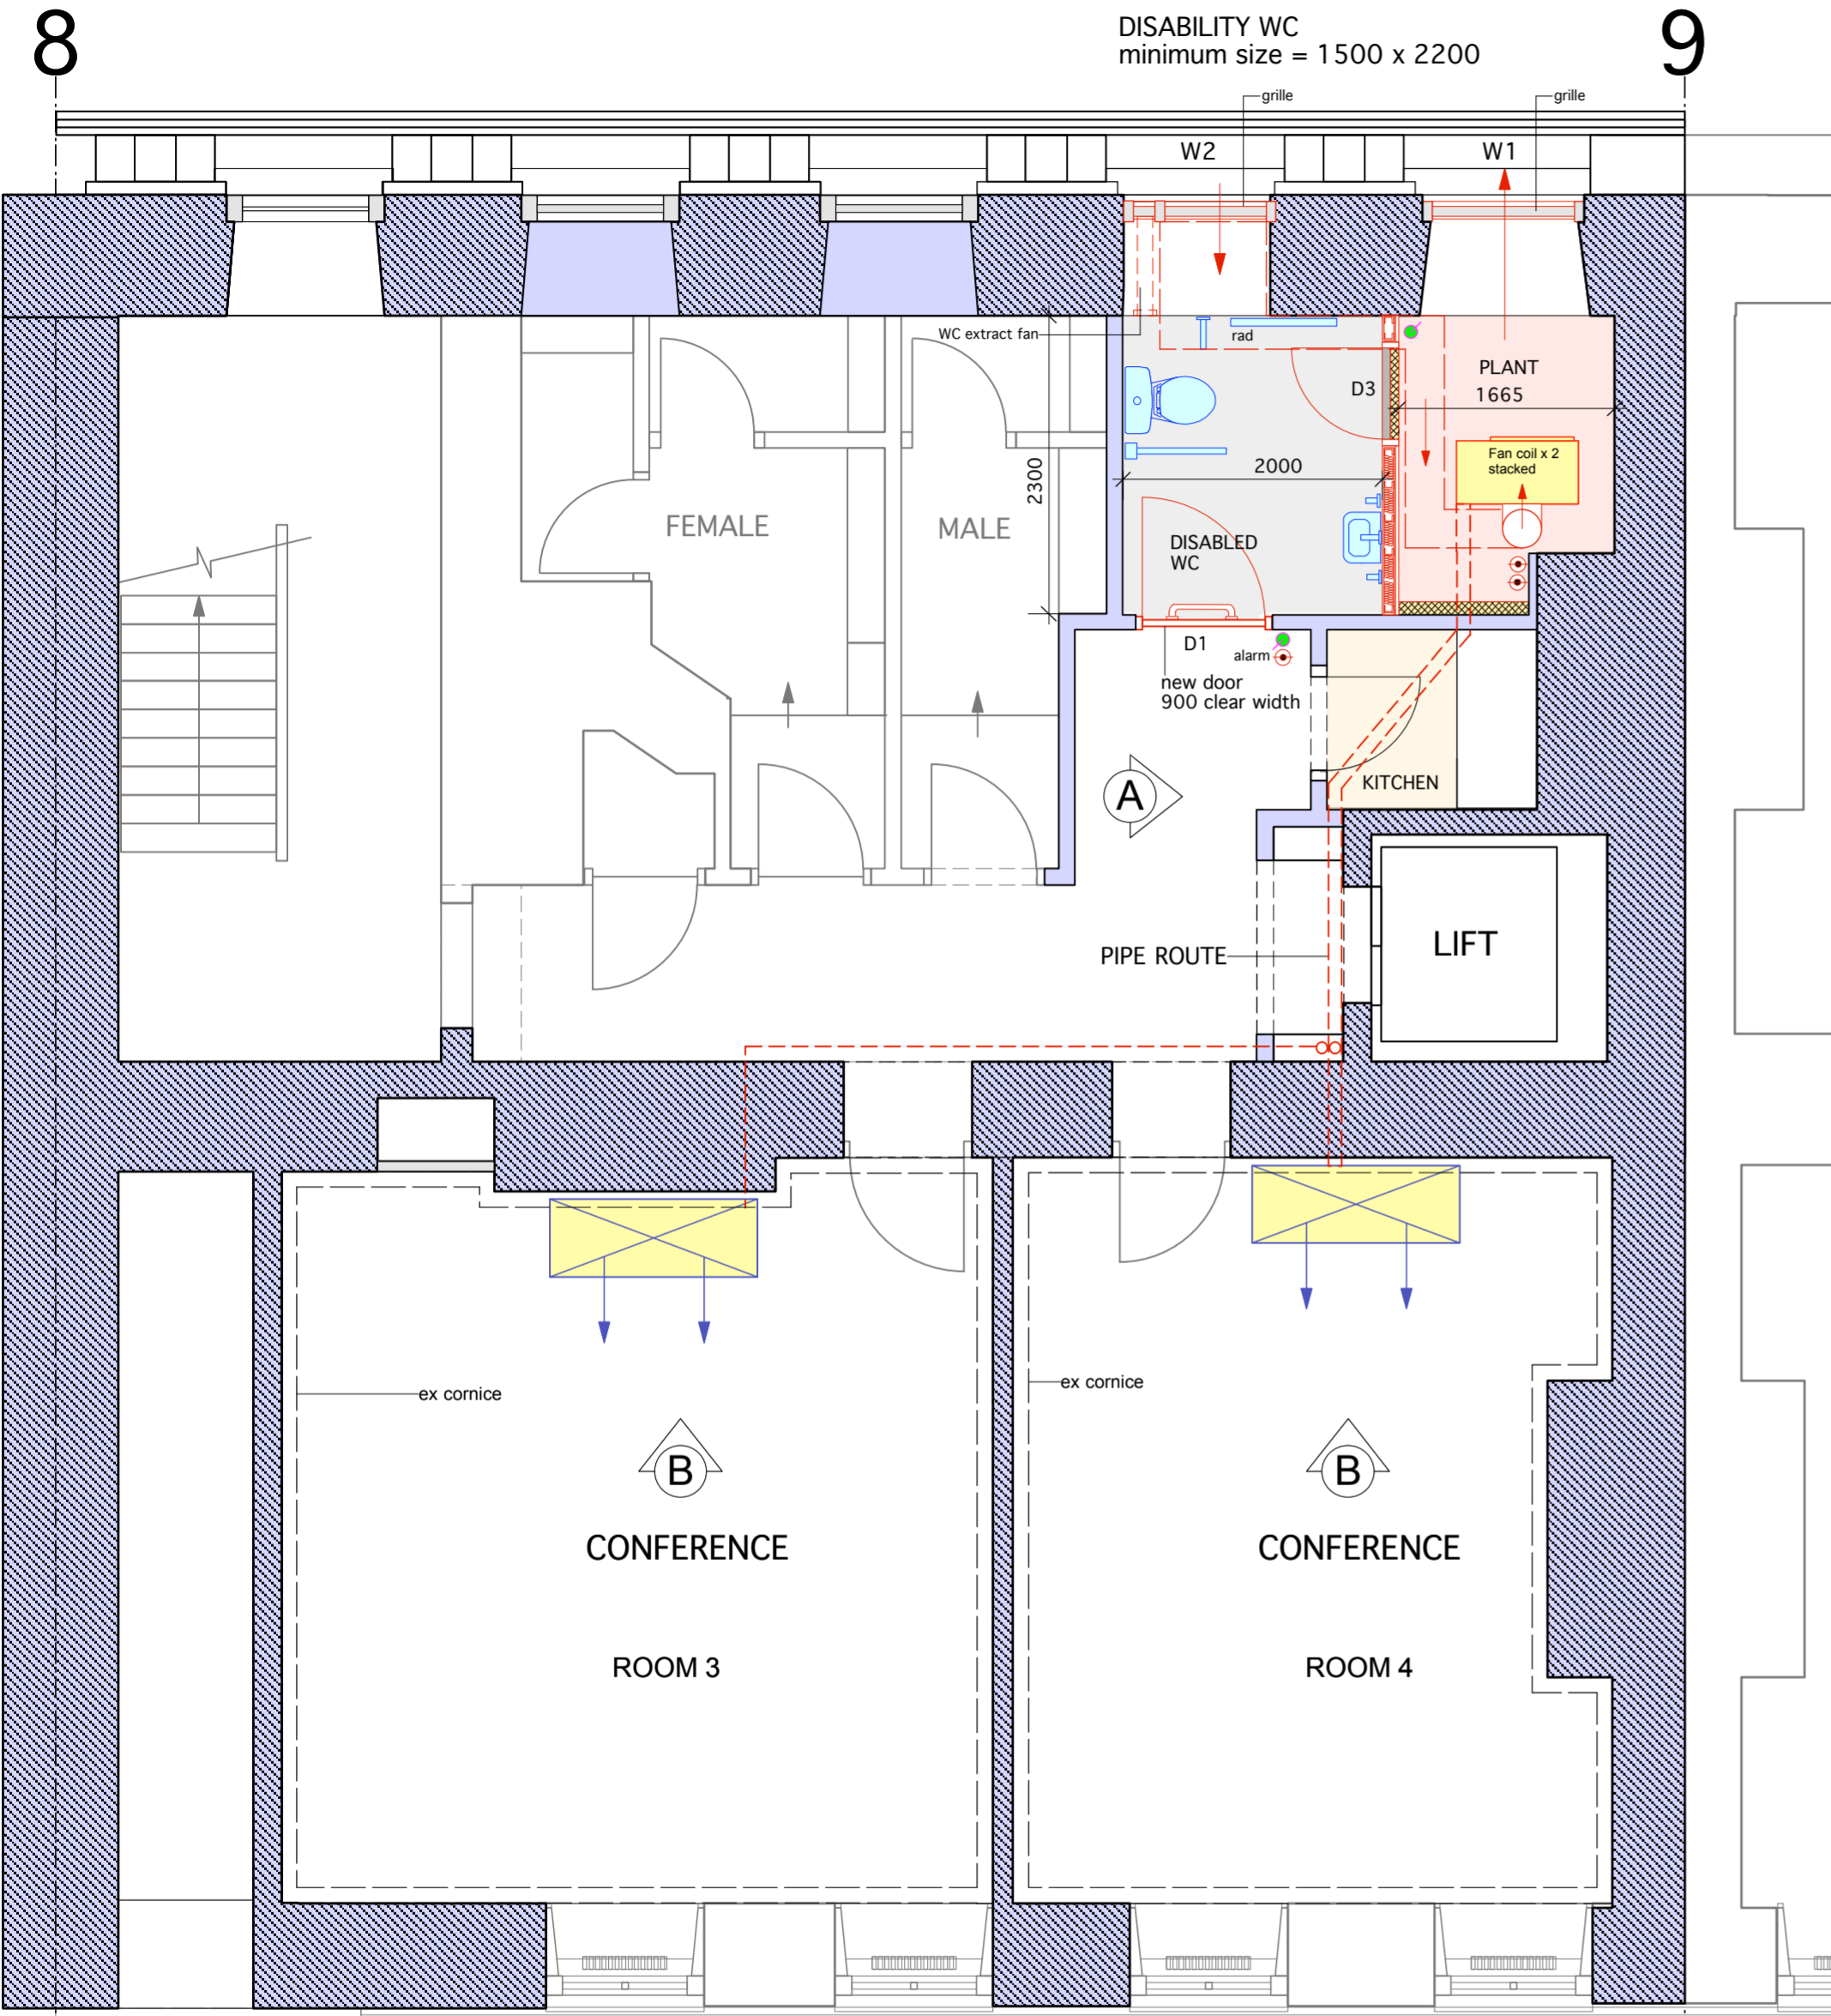 8
DISABILITY WC
minimum size = 1500 x 2200
9
grille
grille
W2
W1
WC extract fan
rad
PLANT
1665
D3
Fan coil x 2
stacked
2300
2000
FEMALE
MALE
DISABLED
WC
D1
alarm
new door
900 clear width
KITCHEN
A
PIPE ROUTE
LIFT
ex cornice
ex cornice
B
B
CONFERENCE
CONFERENCE
ROOM 3
ROOM 4